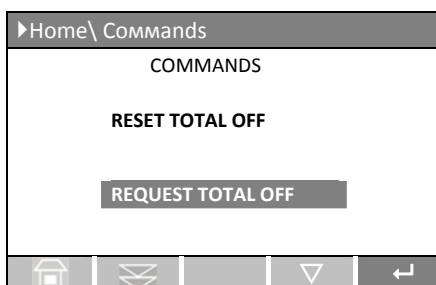 Home\ Commands
COMMANDS
RESET TOTAL OFF
REQUEST TOTAL OFF